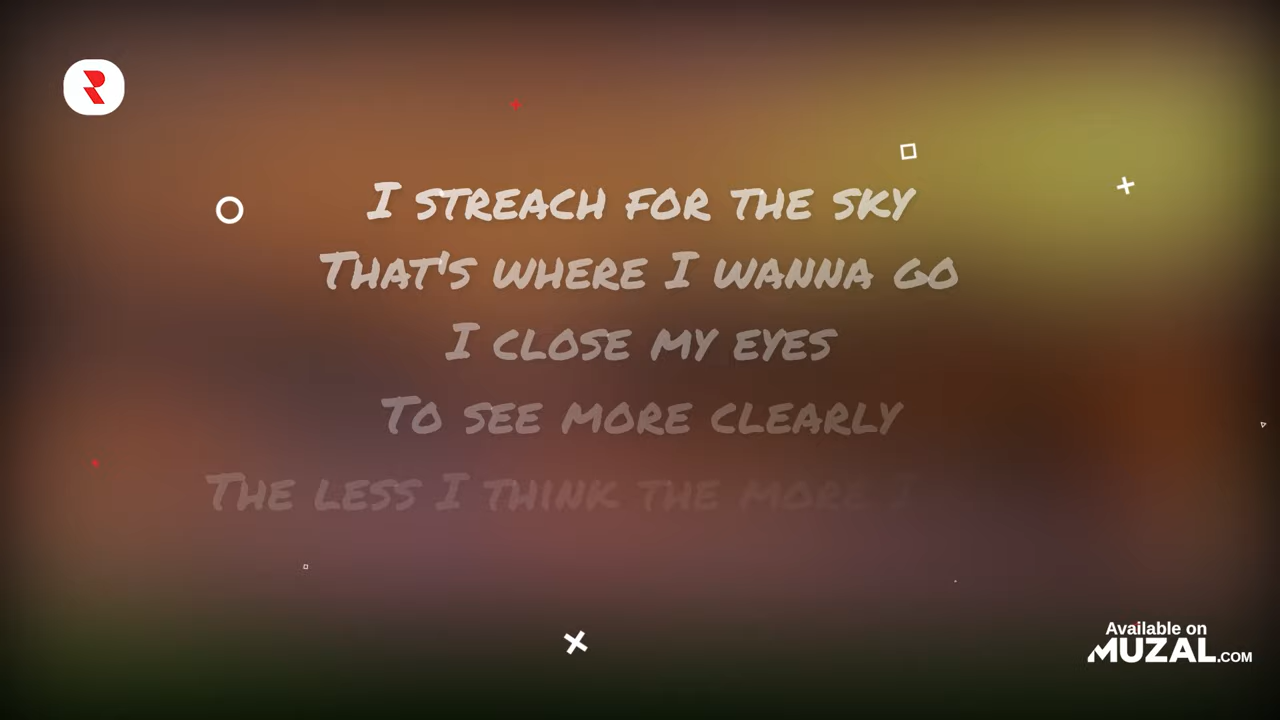 I streach for the sky
That's where I wanna go
I close my eyes
To see more clearly
The less I think the more I
Available on
MUZAL.COM